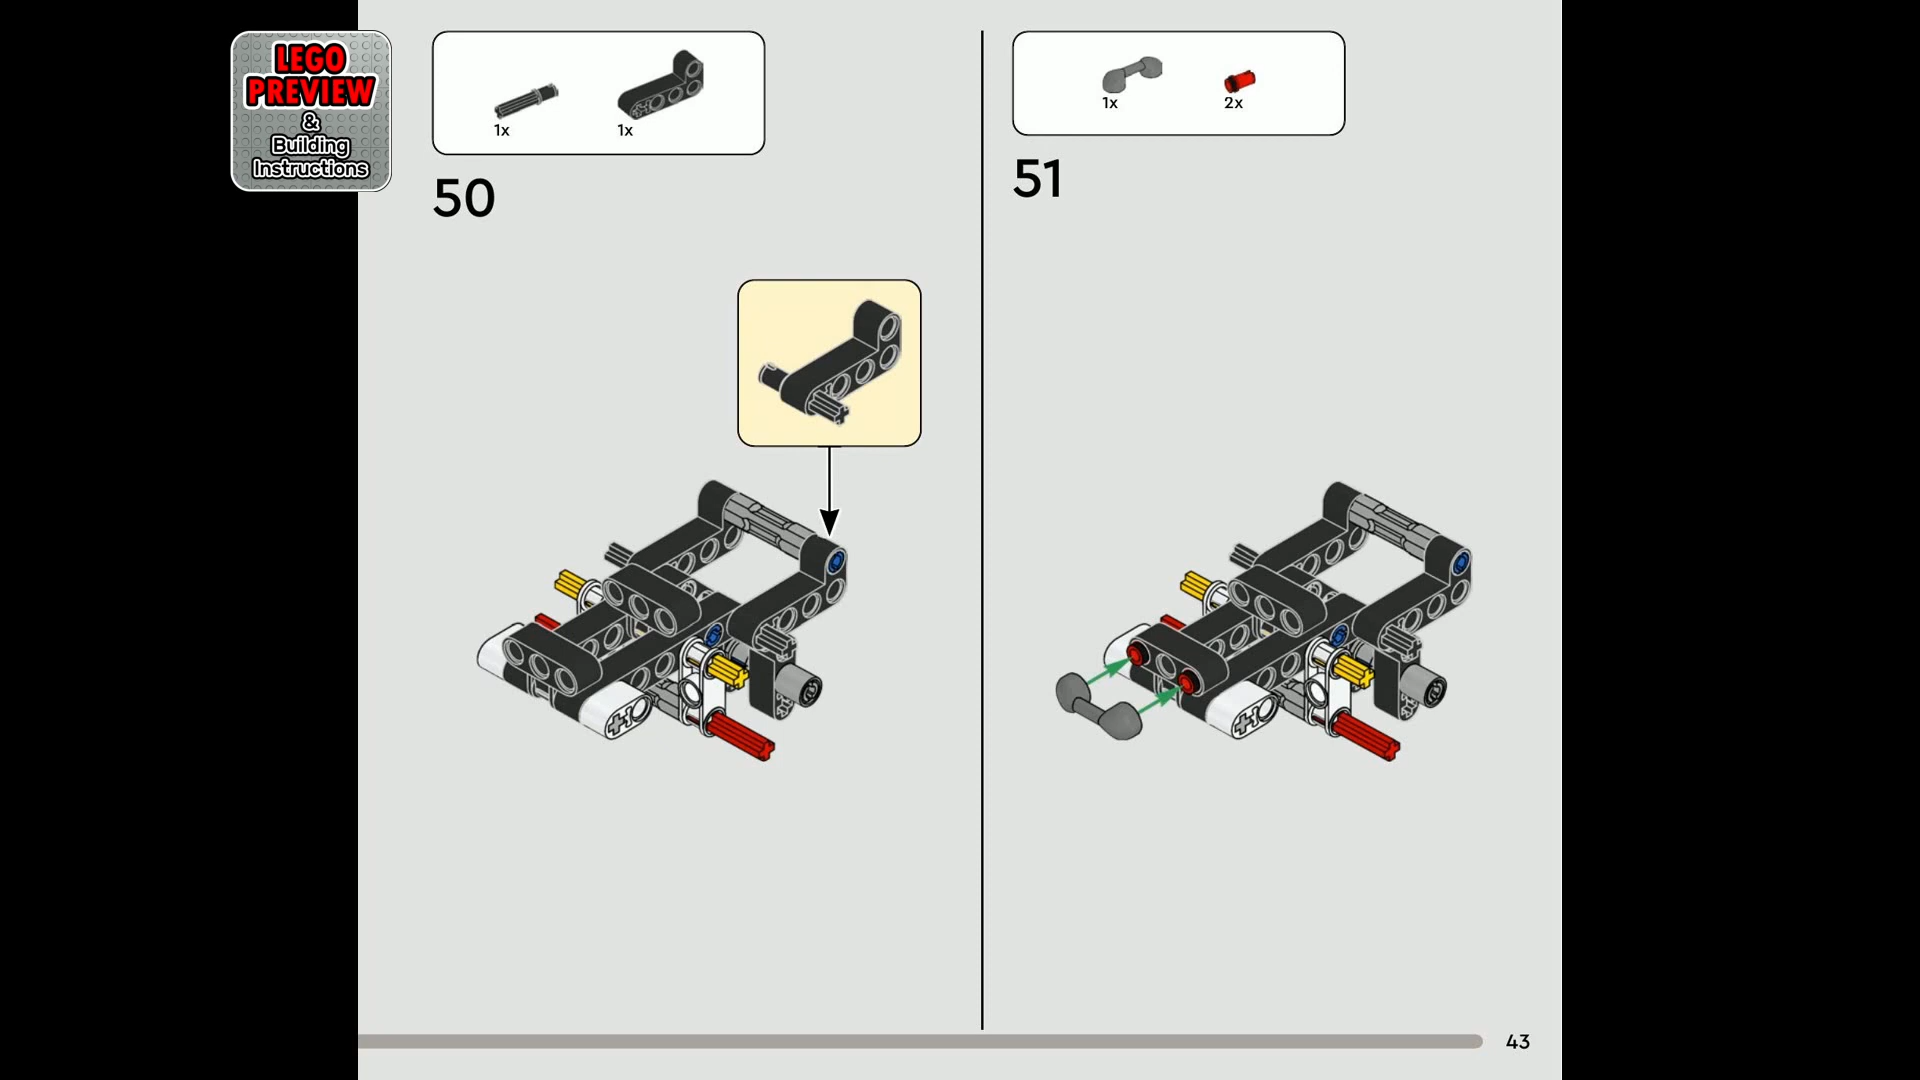 LEGO
PREVIEW
&
Building
Instructions
1x
1x
50
1x
2x
51
43